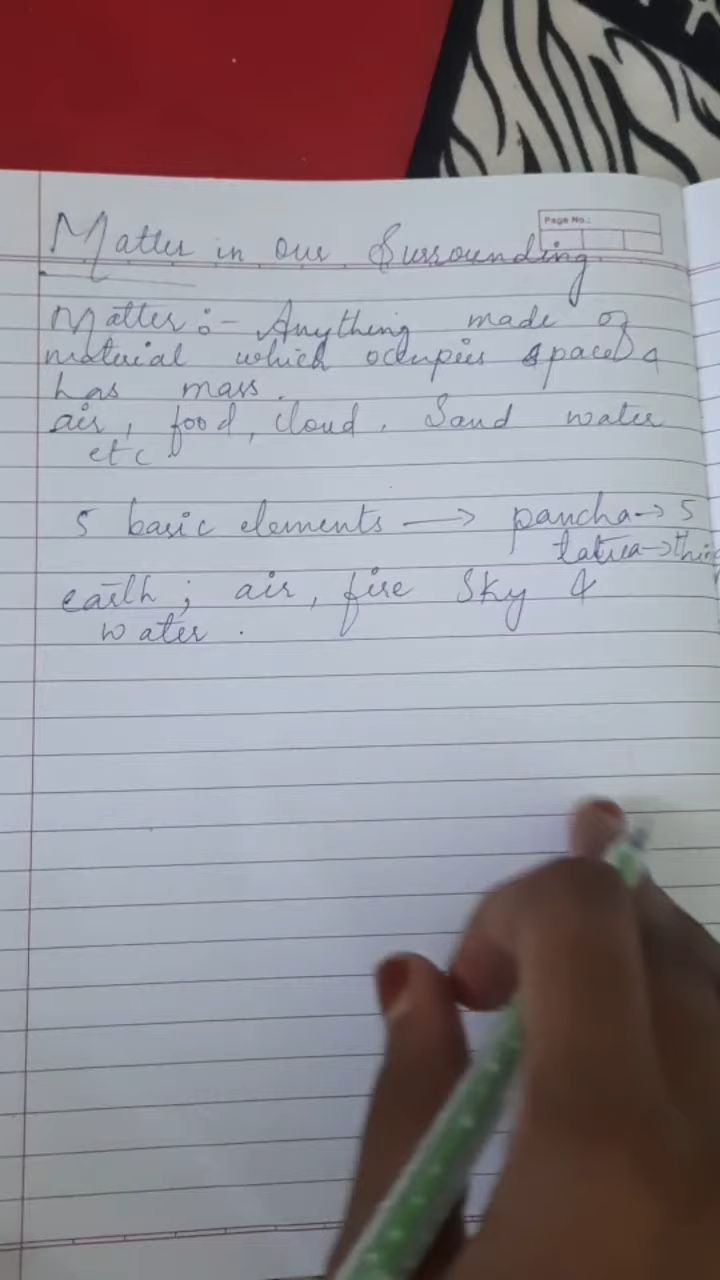 Matter in our Surrounding
Page No.:
Matter :- Anything made of
material which occupies space &
has mass.
air, food, cloud, Sand water
etc
5 basic elements → pancha → 5
tatva → thing
earth; air, fire Sky &
water.